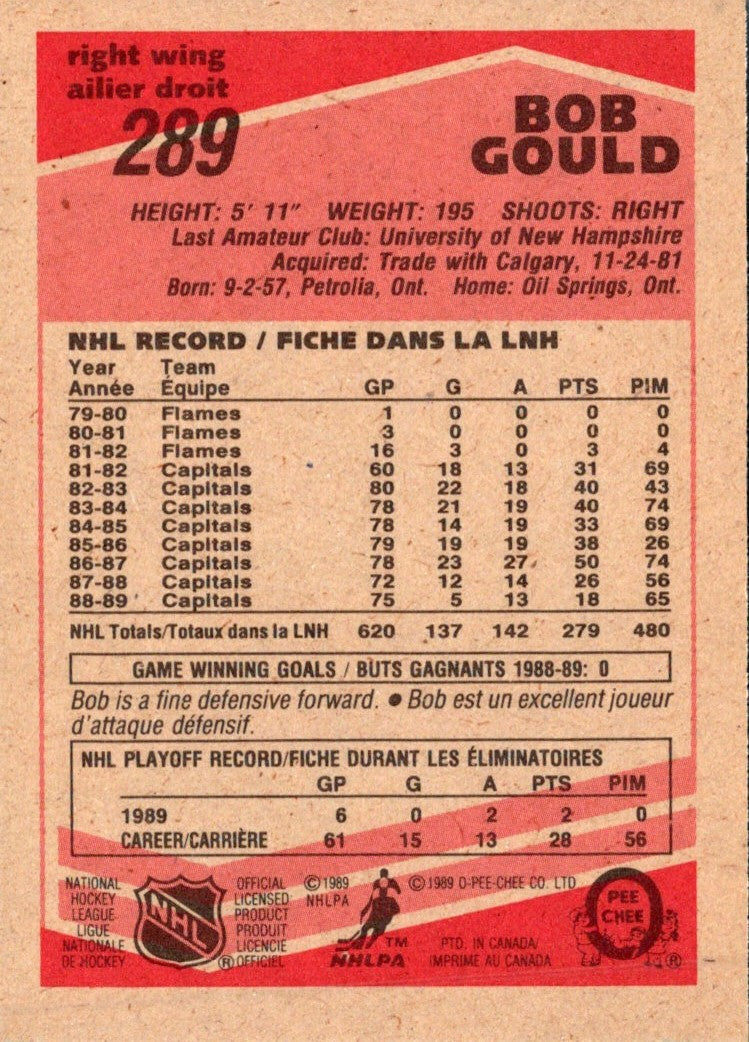 right wing
ailier droit
289
BOB
GOULD
HEIGHT: 5' 11" WEIGHT: 195 SHOOTS: RIGHT
Last Amateur Club: University of New Hampshire
Acquired: Trade with Calgary, 11-24-81
Born: 9-2-57, Petrolia, Ont. Home: Oil Springs, Ont.
NHL RECORD / FICHE DANS LA LNH
Year Team
Année Équipe GP G A PTS PIM
79-80 Flames 1 0 0 0 0
80-81 Flames 3 0 0 0 0
81-82 Flames 16 3 0 3 4
81-82 Capitals 60 18 13 31 69
82-83 Capitals 80 22 18 40 43
83-84 Capitals 78 21 19 40 74
84-85 Capitals 78 14 19 33 69
85-86 Capitals 79 19 19 38 26
86-87 Capitals 78 23 27 50 74
87-88 Capitals 72 12 14 26 56
88-89 Capitals 75 5 13 18 65
NHL Totals/Totaux dans la LNH 620 137 142 279 480
GAME WINNING GOALS / BUTS GAGNANTS 1988-89: 0
Bob is a fine defensive forward. ● Bob est un excellent joueur
d'attaque défensif.
NHL PLAYOFF RECORD/FICHE DURANT LES ÉLIMINATOIRES
GP G A PTS PIM
1989 6 0 2 2 0
CAREER/CARRIÈRE 61 15 13 28 56
NATIONAL
HOCKEY
LEAGUE
LIGUE
NATIONALE
DE HOCKEY
NHL
®
OFFICIAL
LICENSED
PRODUCT
PRODUIT
LICENCIE
OFFICIEL
©1989
NHLPA
TM
NHLPA
©1989 O-PEE-CHEE CO. LTD
PTD. IN CANADA/
IMPRIME AU CANADA
PEE
CHEE
®